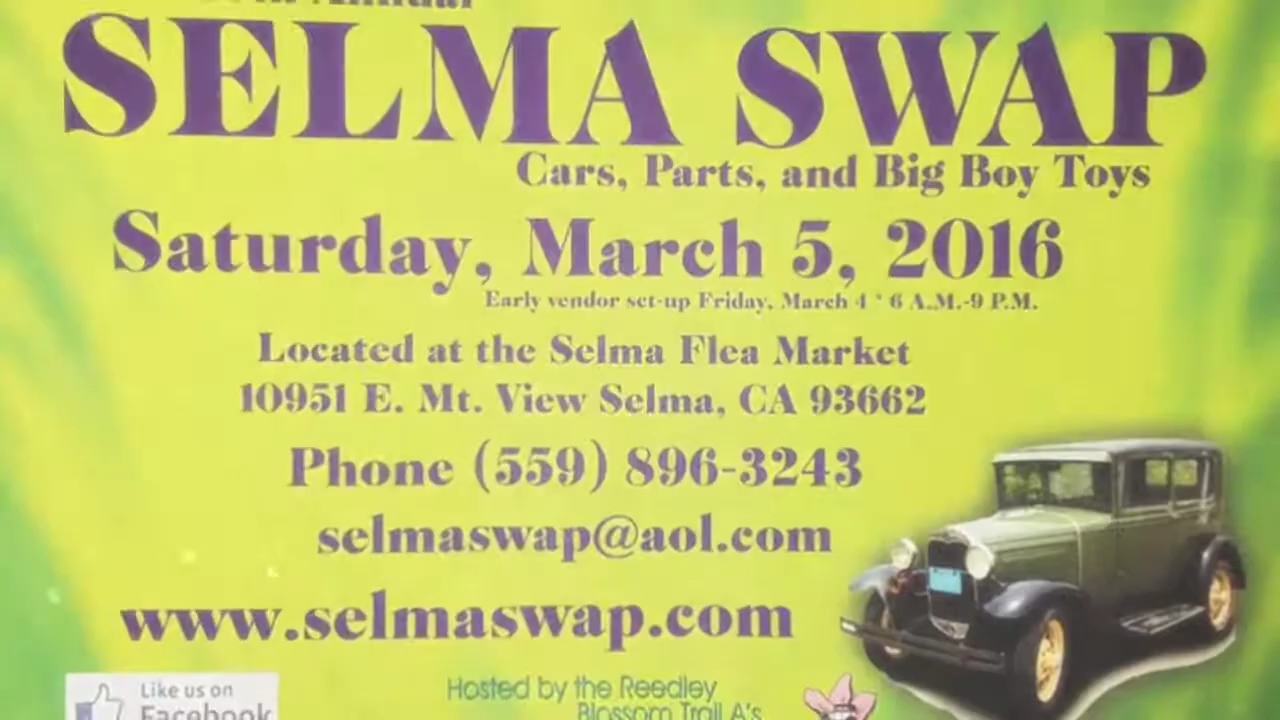 Annual
SELMA SWAP
Cars, Parts, and Big Boy Toys
Saturday, March 5, 2016
Early vendor set-up Friday, March 4 * 6 A.M.-9 P.M.
Located at the Selma Flea Market
10951 E. Mt. View Selma, CA 93662
Phone (559) 896-3243
selmaswap@aol.com
www.selmaswap.com
Like us on
Facebook
Hosted by the Reedley
Blossom Trail A's